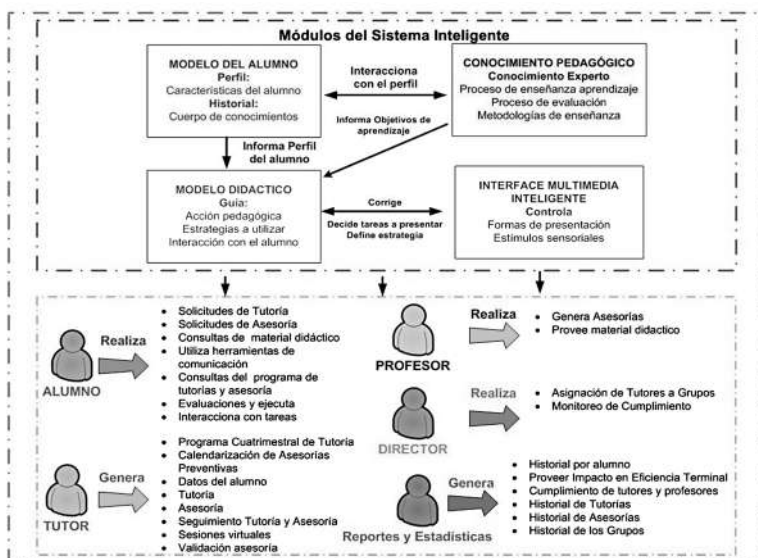 Módulos del Sistema Inteligente
MODELO DEL ALUMNO
Perfil:
Características del alumno
Historial:
Cuerpo de conocimientos
Interacciona
con el perfil
CONOCIMIENTO PEDAGÓGICO
Conocimiento Experto
Proceso de enseñanza aprendizaje
Proceso de evaluación
Metodologías de enseñanza
Informa Objetivos de
aprendizaje
Informa Perfil
del alumno
MODELO DIDACTICO
Guía:
Acción pedagógica
Estrategias a utilizar
Interacción con el alumno
Corrige
Decide tareas a presentar
Define estrategia
INTERFACE MULTIMEDIA
INTELIGENTE
Controla
Formas de presentación
Estímulos sensoriales
ALUMNO
Realiza
• Solicitudes de Tutoría
• Solicitudes de Asesoría
• Consultas de material didáctico
• Utiliza herramientas de
comunicación
• Consultas del programa de
tutorías y asesoría
• Evaluaciones y ejecuta
• Interacciona con tareas
PROFESOR
Realiza
• Genera Asesorías
• Provee material didactico
DIRECTOR
Realiza
• Asignación de Tutores a Grupos
• Monitoreo de Cumplimiento
TUTOR
Genera
• Programa Cuatrimestral de Tutoría
• Calendarización de Asesorías
Preventivas
• Datos del alumno
• Tutoría
• Asesoría
• Seguimiento Tutoría y Asesoría
• Sesiones virtuales
• Validación asesoría
Reportes y Estadísticas
Genera
• Historial por alumno
• Proveer Impacto en Eficiencia Terminal
• Cumplimiento de tutores y profesores
• Historial de Tutorías
• Historial de Asesorías
• Historial de los Grupos